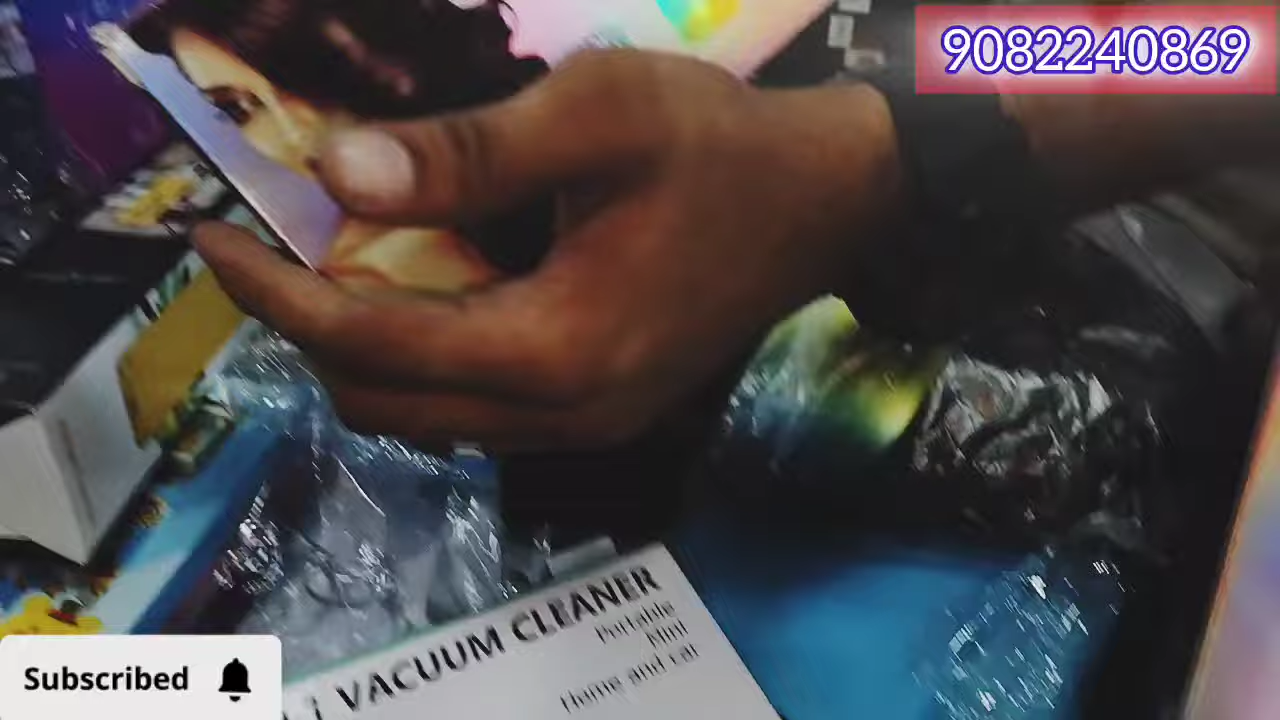 9082240869
VACUUM CLEANER
Portable
Mini
Home and car
Subscribed